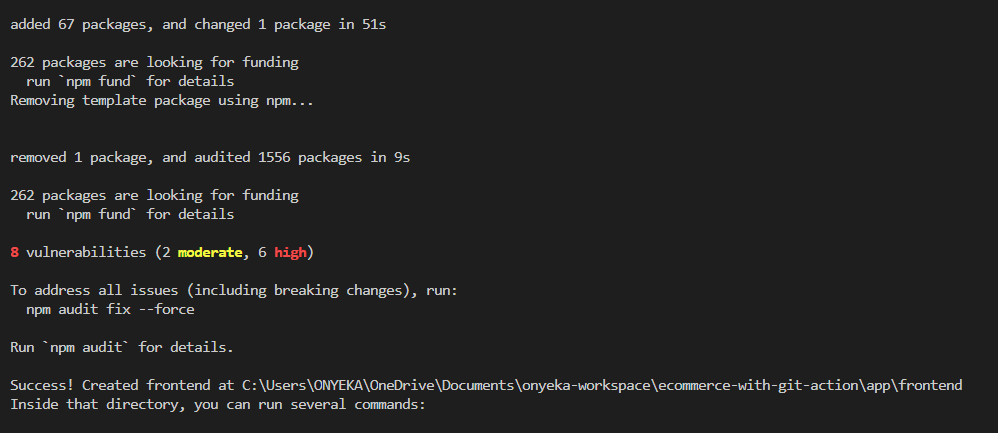 added 67 packages, and changed 1 package in 51s
262 packages are looking for funding
run `npm fund` for details
Removing template package using npm...
removed 1 package, and audited 1556 packages in 9s
262 packages are looking for funding
run `npm fund` for details
8 vulnerabilities (2 moderate, 6 high)
To address all issues (including breaking changes), run:
npm audit fix --force
Run `npm audit` for details.
Success! Created frontend at C:\Users\ONYEKA\OneDrive\Documents\onyeka-workspace\ecommerce-with-git-action\app\frontend
Inside that directory, you can run several commands: